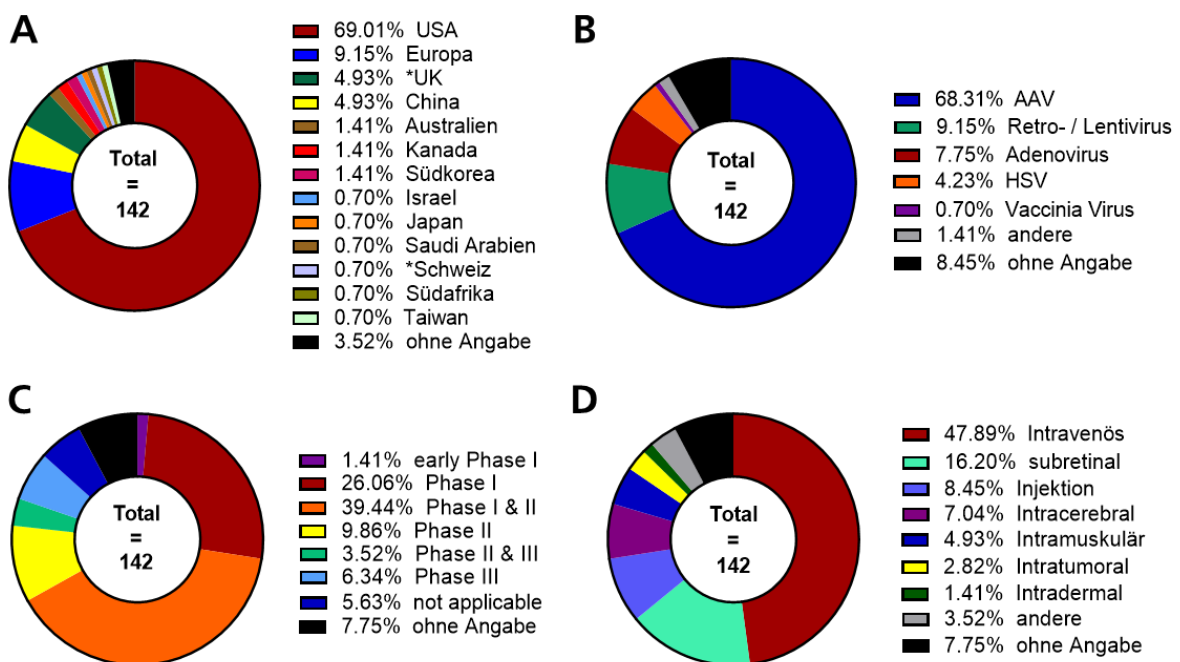 A
Total
=
142
69.01% USA
9.15% Europa
4.93% *UK
4.93% China
1.41% Australien
1.41% Kanada
1.41% Südkorea
0.70% Israel
0.70% Japan
0.70% Saudi Arabien
0.70% *Schweiz
0.70% Südafrika
0.70% Taiwan
3.52% ohne Angabe
B
Total
=
142
68.31% AAV
9.15% Retro- / Lentivirus
7.75% Adenovirus
4.23% HSV
0.70% Vaccinia Virus
1.41% andere
8.45% ohne Angabe
C
Total
=
142
1.41% early Phase I
26.06% Phase I
39.44% Phase I & II
9.86% Phase II
3.52% Phase II & III
6.34% Phase III
5.63% not applicable
7.75% ohne Angabe
D
Total
=
142
47.89% Intravenös
16.20% subretinal
8.45% Injektion
7.04% Intracerebral
4.93% Intramuskulär
2.82% Intratumoral
1.41% Intradermal
3.52% andere
7.75% ohne Angabe